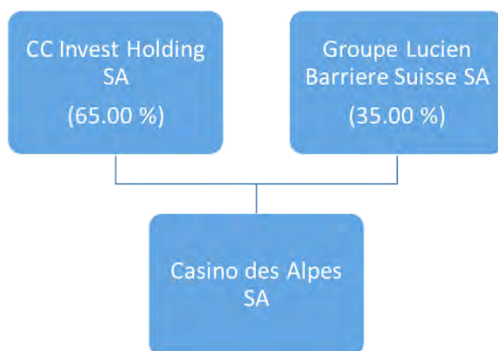 CC Invest Holding
SA
(65.00 %)
Groupe Lucien
Barriere Suisse SA
(35.00 %)
Casino des Alpes
SA